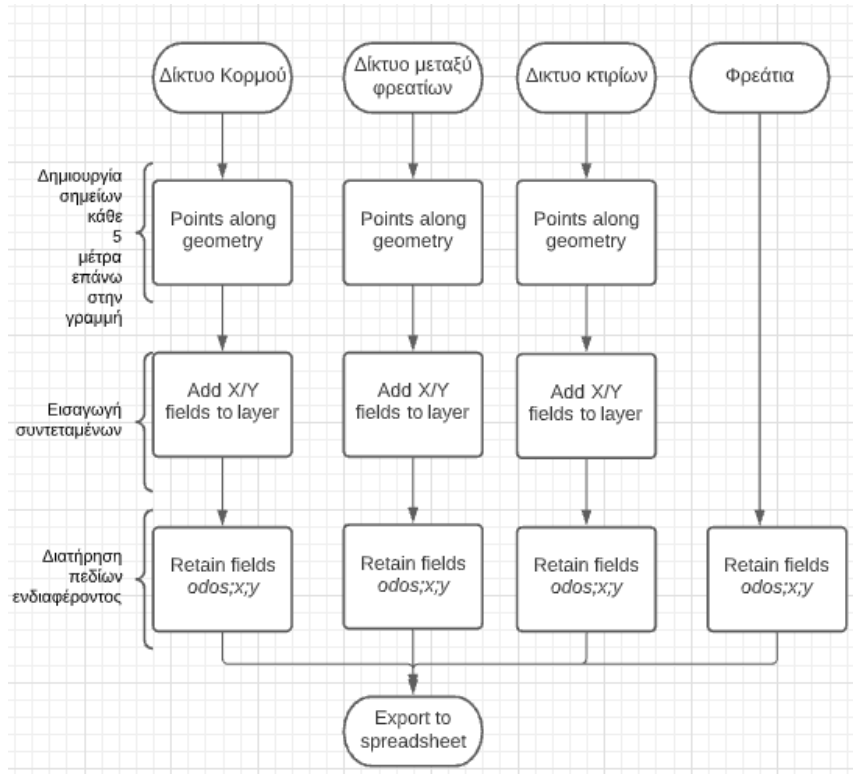 Δίκτυο Κορμού
Δίκτυο μεταξύ
φρεατίων
Δικτυο κτιρίων
Φρεάτια
Δημιουργία
σημείων
κάθε
5
μέτρα
επάνω
στην
γραμμή
Points along
geometry
Points along
geometry
Points along
geometry
Εισαγωγή
συντεταμένων
Add X/Y
fields to layer
Add X/Y
fields to layer
Add X/Y
fields to layer
Διατήρηση
πεδίων
ενδιαφέροντος
Retain fields
odos;x;y
Retain fields
odos;x;y
Retain fields
odos;x;y
Retain fields
odos;x;y
Export to
spreadsheet